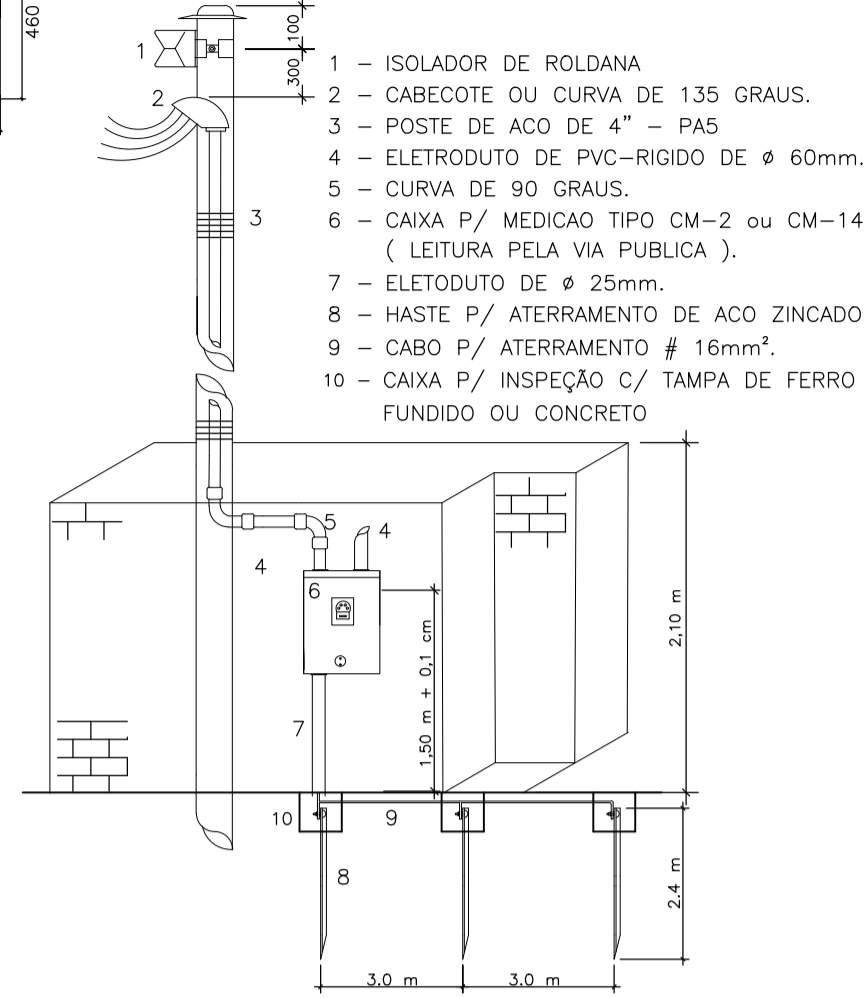 460
100
300
1
2
3
1 – ISOLADOR DE ROLDANA
2 – CABECOTE OU CURVA DE 135 GRAUS.
3 – POSTE DE ACO DE 4" – PA5
4 – ELETRODUTO DE PVC–RIGIDO DE ø 60mm.
5 – CURVA DE 90 GRAUS.
6 – CAIXA P/ MEDICAO TIPO CM–2 ou CM–14
( LEITURA PELA VIA PUBLICA ).
7 – ELETODUTO DE ø 25mm.
8 – HASTE P/ ATERRAMENTO DE ACO ZINCADO
9 – CABO P/ ATERRAMENTO # 16mm².
10 – CAIXA P/ INSPEÇÃO C/ TAMPA DE FERRO
FUNDIDO OU CONCRETO
5
4
4
6
2,10 m
1,50 m + 0,1 cm
7
10
9
8
2.4 m
3.0 m
3.0 m